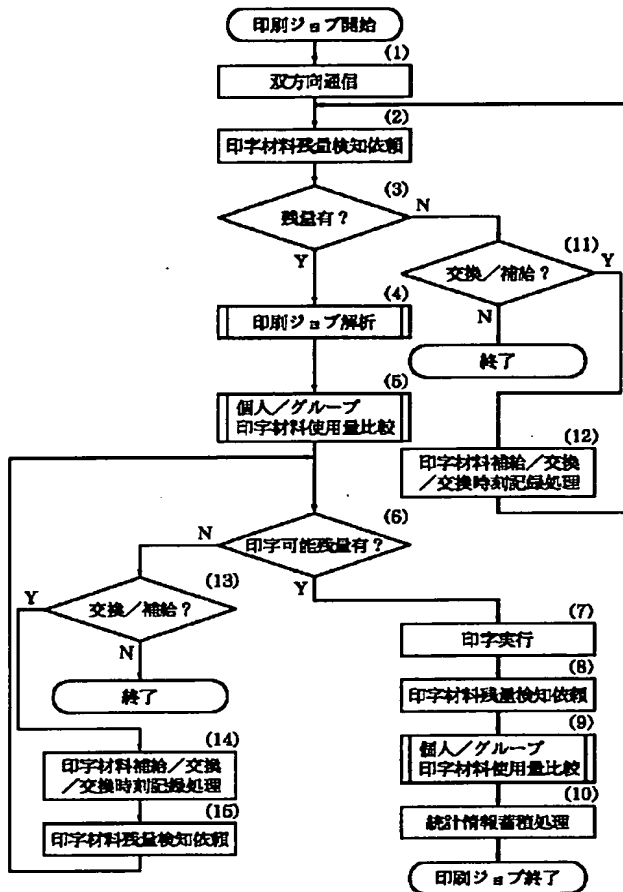 印刷ジョブ開始
(1)
双方向通信
(2)
印字材料残量検知依頼
(3)
残量有？
N
Y
(11)
交換／補給？
Y
N
終了
(4)
印刷ジョブ解析
(5)
個人／グループ
印字材料使用量比較
(12)
印字材料補給／交換
／交換時刻記録処理
(6)
印字可能残量有？
N
Y
(13)
交換／補給？
Y
N
終了
(14)
印字材料補給／交換
／交換時刻記録処理
(15)
印字材料残量検知依頼
(7)
印字実行
(8)
印字材料残量検知依頼
(9)
個人／グループ
印字材料使用量比較
(10)
統計情報蓄積処理
印刷ジョブ終了